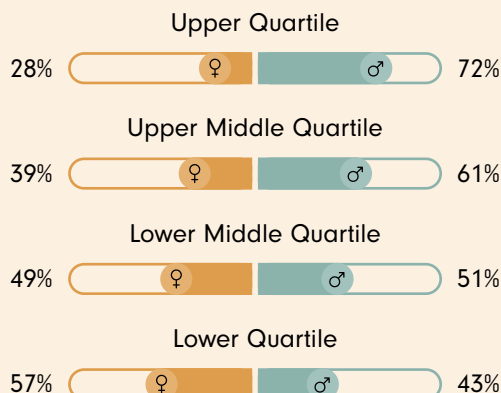 Upper Quartile
28% ♀ ♂ 72%
Upper Middle Quartile
39% ♀ ♂ 61%
Lower Middle Quartile
49% ♀ ♂ 51%
Lower Quartile
57% ♀ ♂ 43%